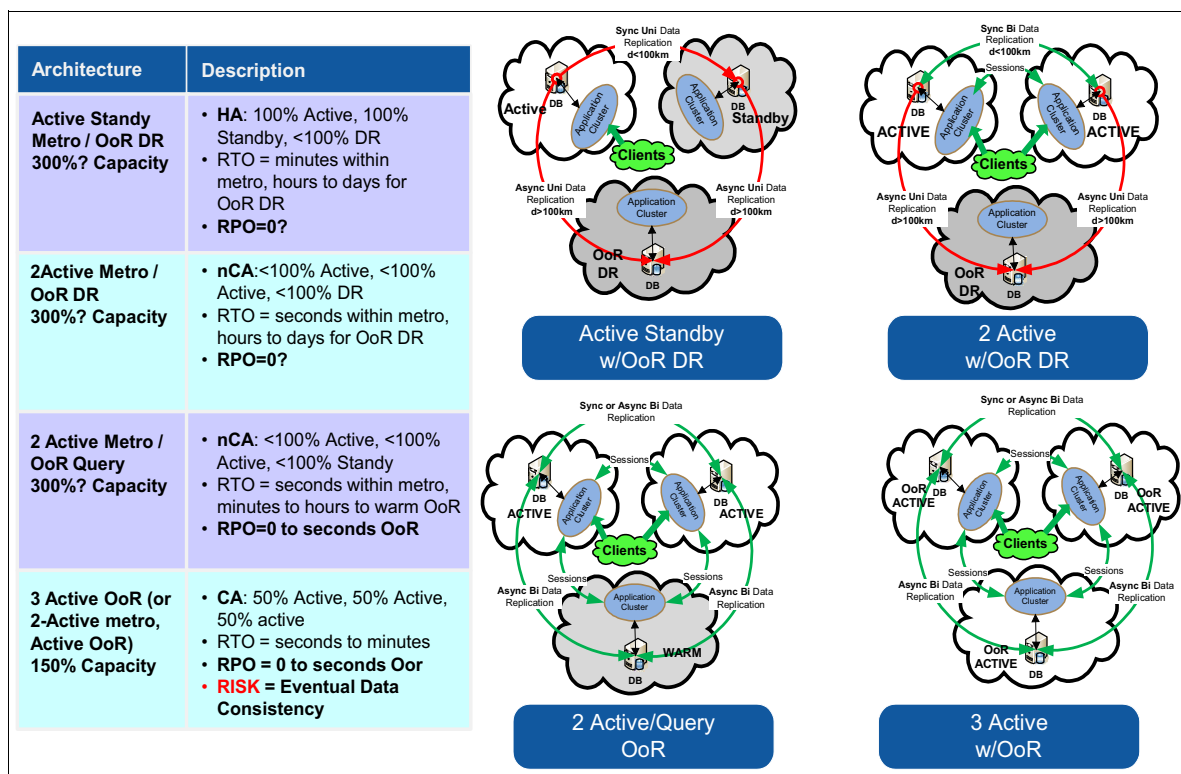 Architecture
Description
Active Standy
Metro / OoR DR
300%? Capacity
• HA: 100% Active, 100%
Standby, <100% DR
• RTO = minutes within
metro, hours to days for
OoR DR
• RPO=0?
2Active Metro /
OoR DR
300%? Capacity
• nCA:<100% Active, <100%
Active, <100% DR
• RTO = seconds within metro,
hours to days for OoR DR
• RPO=0?
2 Active Metro /
OoR Query
300%? Capacity
• nCA: <100% Active, <100%
Active, <100% Standy
• RTO = seconds within metro,
minutes to hours to warm OoR
• RPO=0 to seconds OoR
3 Active OoR (or
2-Active metro,
Active OoR)
150% Capacity
• CA: 50% Active, 50% Active,
50% active
• RTO = seconds to minutes
• RPO = 0 to seconds Oor
• RISK = Eventual Data
Consistency
Sync Uni Data
Replication
d<100km
DB
Active
Application
Cluster
Application
Cluster
DB
Standby
Clients
Async Uni Data
Replication
d>100km
Async Uni Data
Replication
d>100km
Application
Cluster
OoR
DR
DB
Active Standby
w/OoR DR
Sync Bi Data
Replication
d<100km
Sessions
DB
ACTIVE
Application
Cluster
Application
Cluster
DB
ACTIVE
Clients
Async Uni Data
Replication
d>100km
Async Uni Data
Replication
d>100km
Application
Cluster
OoR
DR
DB
2 Active
w/OoR DR
Sync or Async Bi Data
Replication
Sessions
DB
ACTIVE
Application
Cluster
Application
Cluster
DB
ACTIVE
Clients
Sessions
Async Bi Data
Replication
Async Bi Data
Replication
Application
Cluster
WARM
DB
2 Active/Query
OoR
Sync or Async Bi Data
Replication
Sessions
DB
OoR
ACTIVE
Application
Cluster
Application
Cluster
DB
OoR
ACTIVE
Clients
Sessions
Sessions
Async Bi Data
Replication
Async Bi Data
Replication
Application
Cluster
OoR
ACTIVE
DB
3 Active
w/OoR